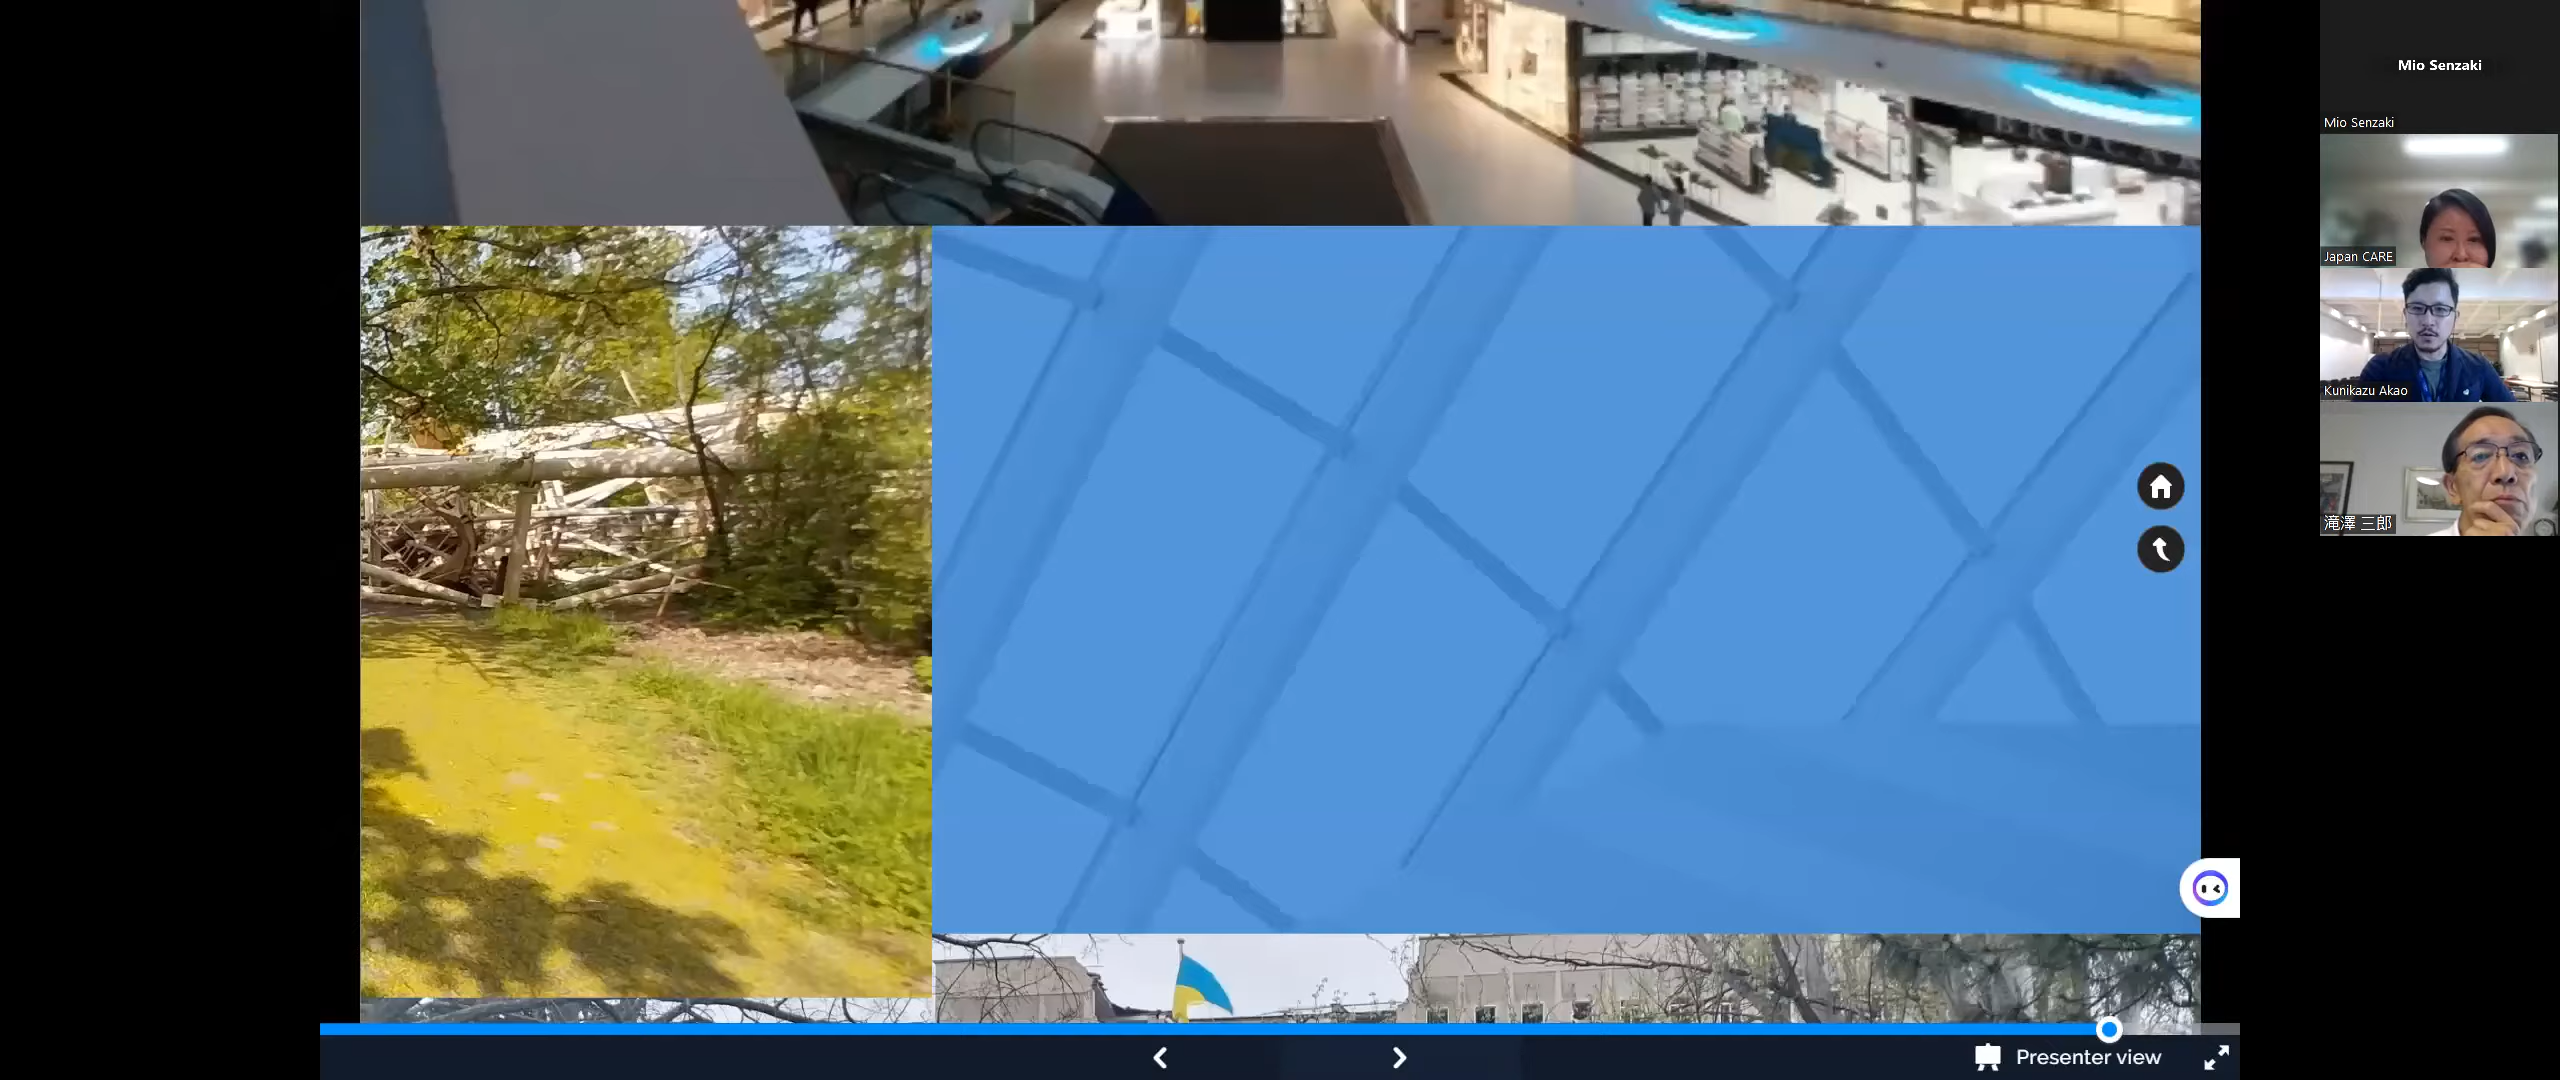 Mio Senzaki
Mio Senzaki
Japan CARE
Kunikazu Akao
滝澤 三郎
Presenter view